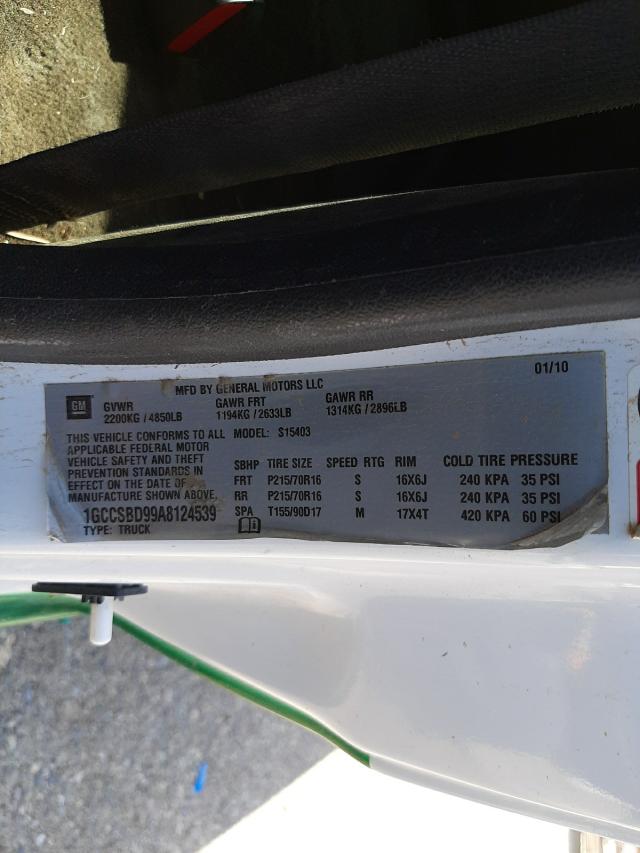 MFD BY GENERAL MOTORS LLC 01/10
GM GVWR GAWR FRT GAWR RR
2200KG / 4850LB 1194KG / 2633LB 1314KG / 2896LB
THIS VEHICLE CONFORMS TO ALL MODEL: S15403
APPLICABLE FEDERAL MOTOR
VEHICLE SAFETY AND THEFT
PREVENTION STANDARDS IN
EFFECT ON THE DATE OF
MANUFACTURE SHOWN ABOVE.
1GCCSBD99A8124539
TYPE: TRUCK
SBHP TIRE SIZE SPEED RTG RIM COLD TIRE PRESSURE
FRT P215/70R16 S 16X6J 240 KPA 35 PSI
RR P215/70R16 S 16X6J 240 KPA 35 PSI
SPA T155/90D17 M 17X4T 420 KPA 60 PSI